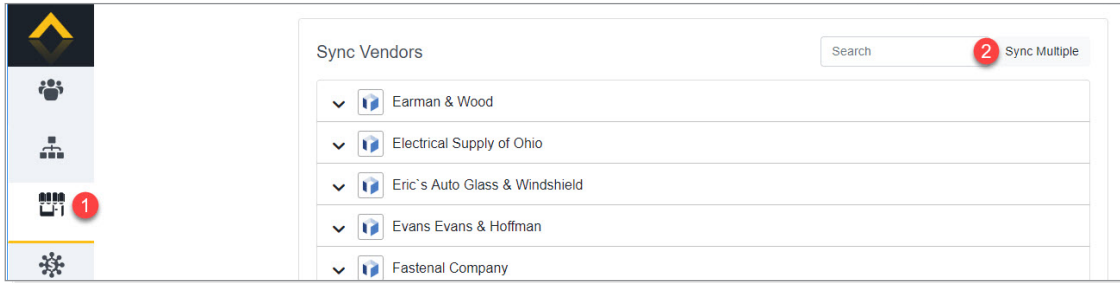 Sync Vendors
Search
2 Sync Multiple
Earman & Wood
Electrical Supply of Ohio
Eric`s Auto Glass & Windshield
1
Evans Evans & Hoffman
Fastenal Company